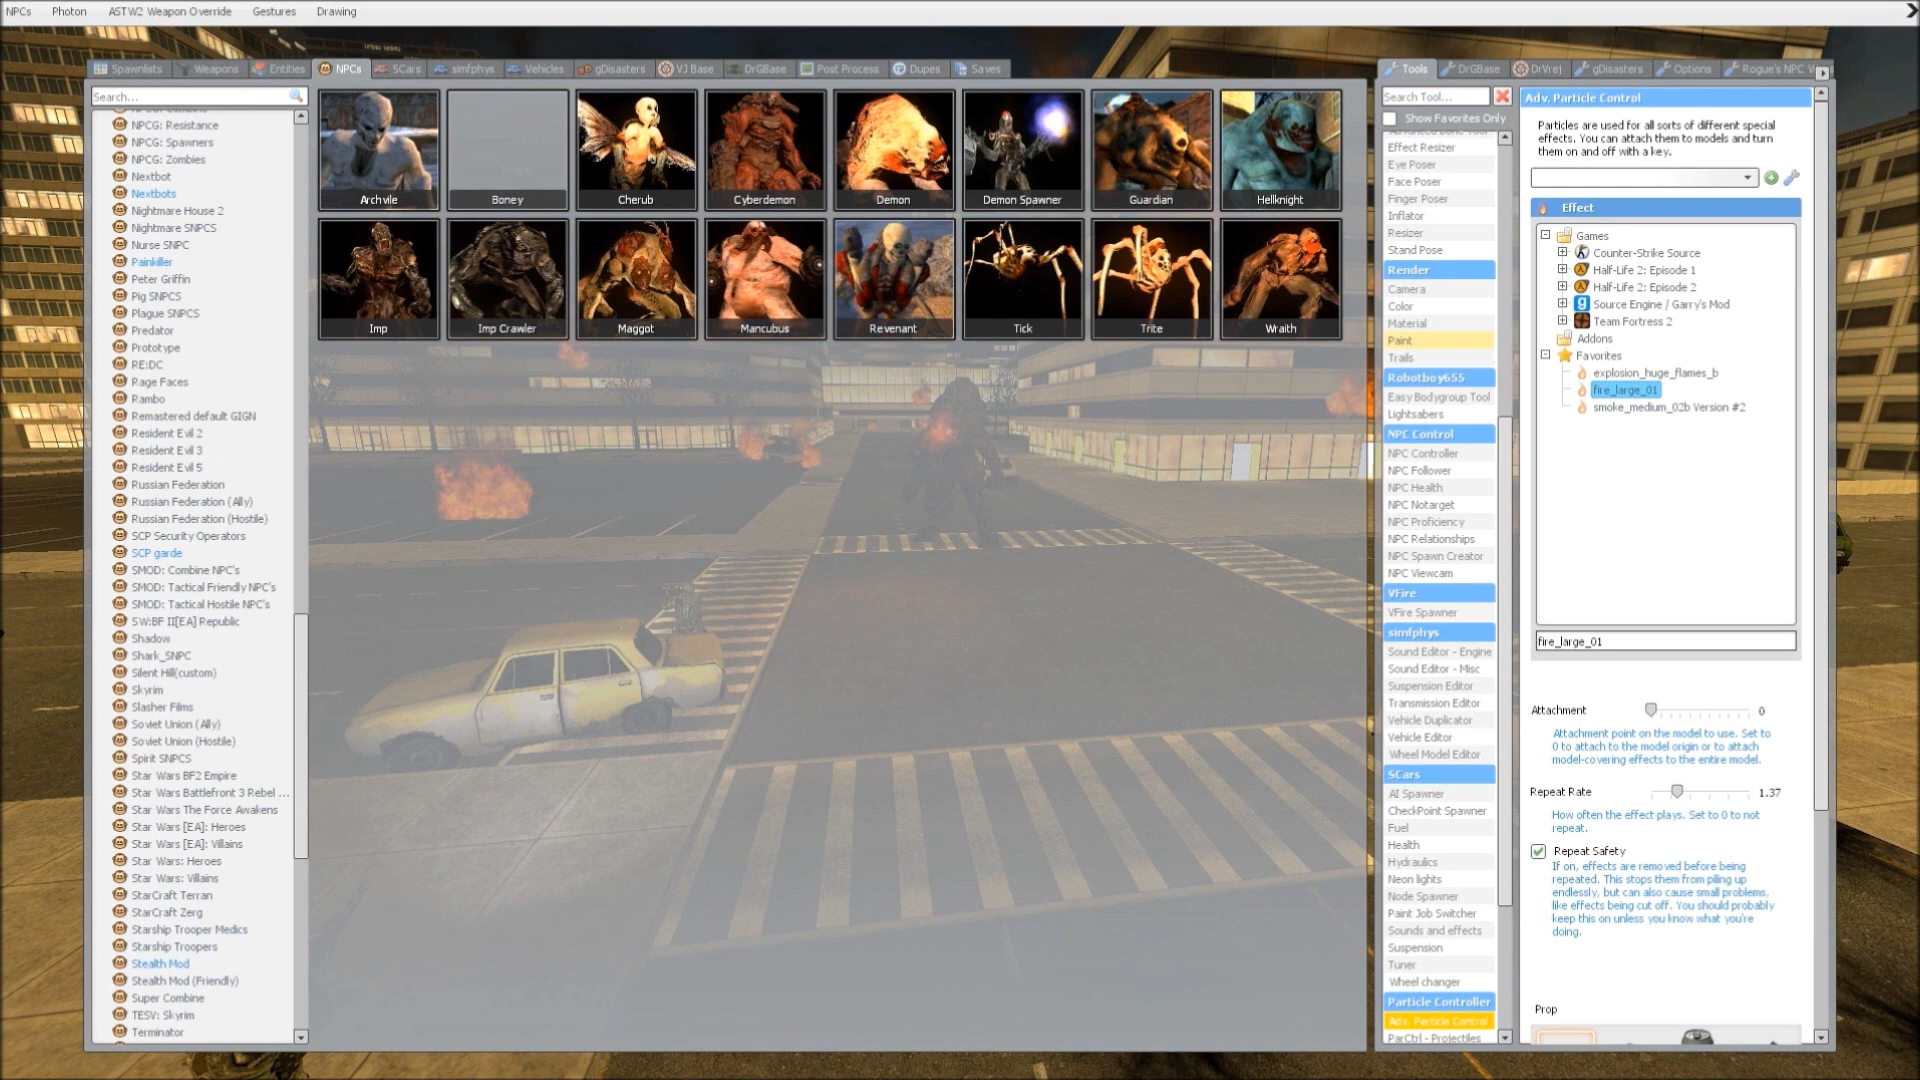 NPCs Photon ASTW2 Weapon Override Gestures Drawing
Spawnlists Weapons Entities NPCs SCars simfphys Vehicles gDisasters VJ Base DrGBase Post Process Dupes Saves
Search...
NPCG: Resistance
NPCG: Spawners
NPCG: Zombies
Nextbot
Nextbots
Nightmare House 2
Nightmare SNPCS
Nurse SNPC
Painkiller
Peter Griffin
Pig SNPCS
Plague SNPCS
Predator
Prototype
RE:DC
Rage Faces
Rambo
Remastered default GIGN
Resident Evil 2
Resident Evil 3
Resident Evil 5
Russian Federation
Russian Federation (Ally)
Russian Federation (Hostile)
SCP Security Operators
SCP garde
SMOD: Combine NPC's
SMOD: Tactical Friendly NPC's
SMOD: Tactical Hostile NPC's
SW:BF II[EA] Republic
Shadow
Shark_SNPC
Silent Hill(custom)
Skyrim
Slasher Films
Soviet Union (Ally)
Soviet Union (Hostile)
Spirit SNPCS
Star Wars BF2 Empire
Star Wars Battlefront 3 Rebel ...
Star Wars The Force Awakens
Star Wars [EA]: Heroes
Star Wars [EA]: Villains
Star Wars: Heroes
Star Wars: Villains
StarCraft Terran
StarCraft Zerg
Starship Trooper Medics
Starship Troopers
Stealth Mod
Stealth Mod (Friendly)
Super Combine
TESV: Skyrim
Terminator
Archvile Boney Cherub Cyberdemon Demon Demon Spawner Guardian Hellknight
Imp Imp Crawler Maggot Mancubus Revenant Tick Trite Wraith
Tools DrGBase DrVrej gDisasters Options Rogue's NPC
Search Tool...
Show Favorites Only
Effect Resizer
Eye Poser
Face Poser
Finger Poser
Inflator
Resizer
Stand Pose
Render
Camera
Color
Material
Paint
Trails
Robotboy655
Easy Bodygroup Tool
Lightsabers
NPC Control
NPC Controller
NPC Follower
NPC Health
NPC Notarget
NPC Proficiency
NPC Relationships
NPC Spawn Creator
NPC Viewcam
VFire
VFire Spawner
simfphys
Sound Editor - Engine
Sound Editor - Misc
Suspension Editor
Transmission Editor
Vehicle Duplicator
Vehicle Editor
Wheel Model Editor
SCars
AI Spawner
CheckPoint Spawner
Fuel
Health
Hydraulics
Neon lights
Node Spawner
Paint Job Switcher
Sounds and effects
Suspension
Tuner
Wheel changer
Particle Controller
Adv. Particle Control
ParCtrl - Projectiles
Adv. Particle Control
Particles are used for all sorts of different special
effects. You can attach them to models and turn
them on and off with a key.
Effect
Games
Counter-Strike Source
Half-Life 2: Episode 1
Half-Life 2: Episode 2
Source Engine / Garry's Mod
Team Fortress 2
Addons
Favorites
explosion_huge_flames_b
fire_large_01
smoke_medium_02b Version #2
fire_large_01
Attachment 0
Attachment point on the model to use. Set to
0 to attach to the model origin or to attach
model-covering effects to the entire model.
Repeat Rate 1.37
How often the effect plays. Set to 0 to not
repeat.
Repeat Safety
If on, effects are removed before being
repeated. This stops them from piling up
endlessly, but can also cause small problems,
like effects being cut off. You should probably
keep this on unless you know what you're
doing.
Prop